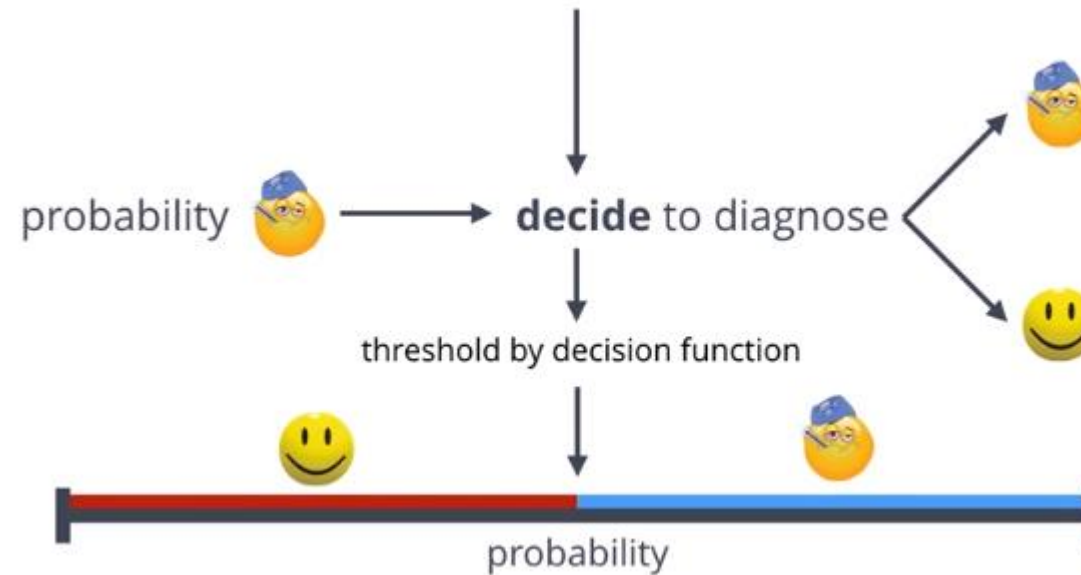 probability decide to diagnose
threshold by decision function
probability